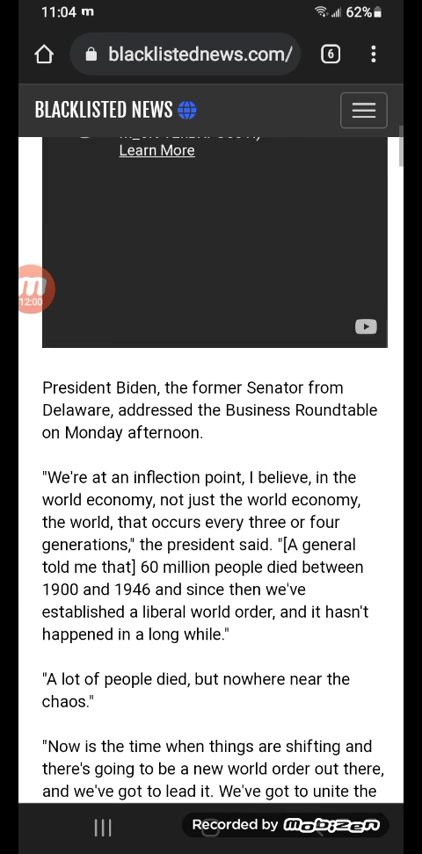 11:04 m
62%
blacklistednews.com/
6
BLACKLISTED NEWS
Learn More
12:00
President Biden, the former Senator from
Delaware, addressed the Business Roundtable
on Monday afternoon.
"We're at an inflection point, I believe, in the
world economy, not just the world economy,
the world, that occurs every three or four
generations," the president said. "[A general
told me that] 60 million people died between
1900 and 1946 and since then we've
established a liberal world order, and it hasn't
happened in a long while."
"A lot of people died, but nowhere near the
chaos."
"Now is the time when things are shifting and
there's going to be a new world order out there,
and we've got to lead it. We've got to unite the
Recorded by mobizen